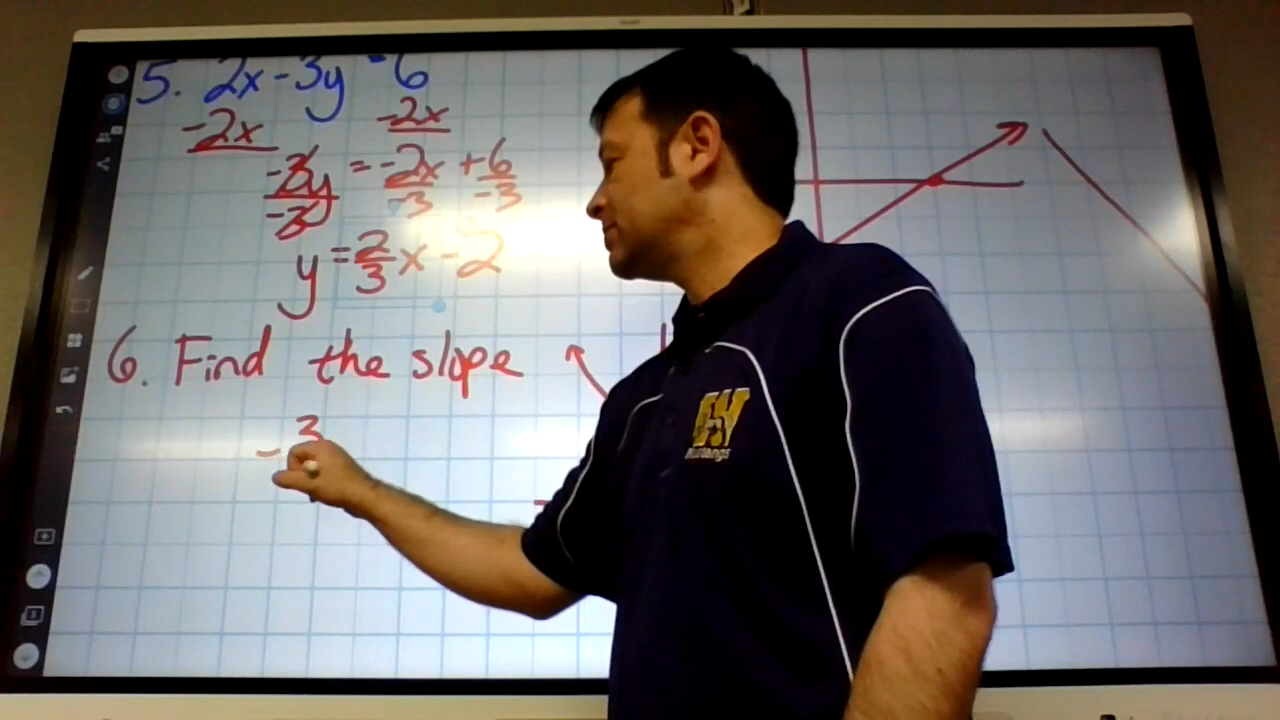 5. 2x-3y=6
-2x -2x
-3y = -2x +6
-3 -3 -3
y = 2/3 x - 2
6. Find the slope
- 3
Mustangs